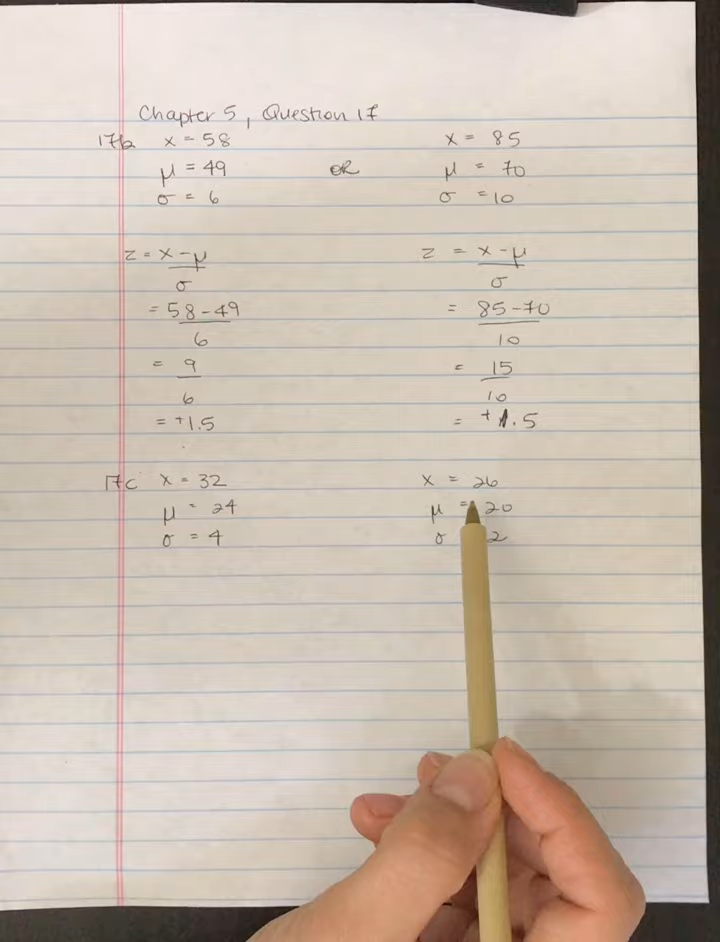 Chapter 5, Question 17
17b x = 58 x = 85
μ = 49 OR μ = 70
σ = 6 σ = 10
z = x - μ z = x - μ
σ σ
= 58 - 49 = 85 - 70
6 10
= 9 = 15
6 10
= +1.5 = +1.5
17c x = 32 x = 26
μ = 24 μ = 20
σ = 4 σ 2